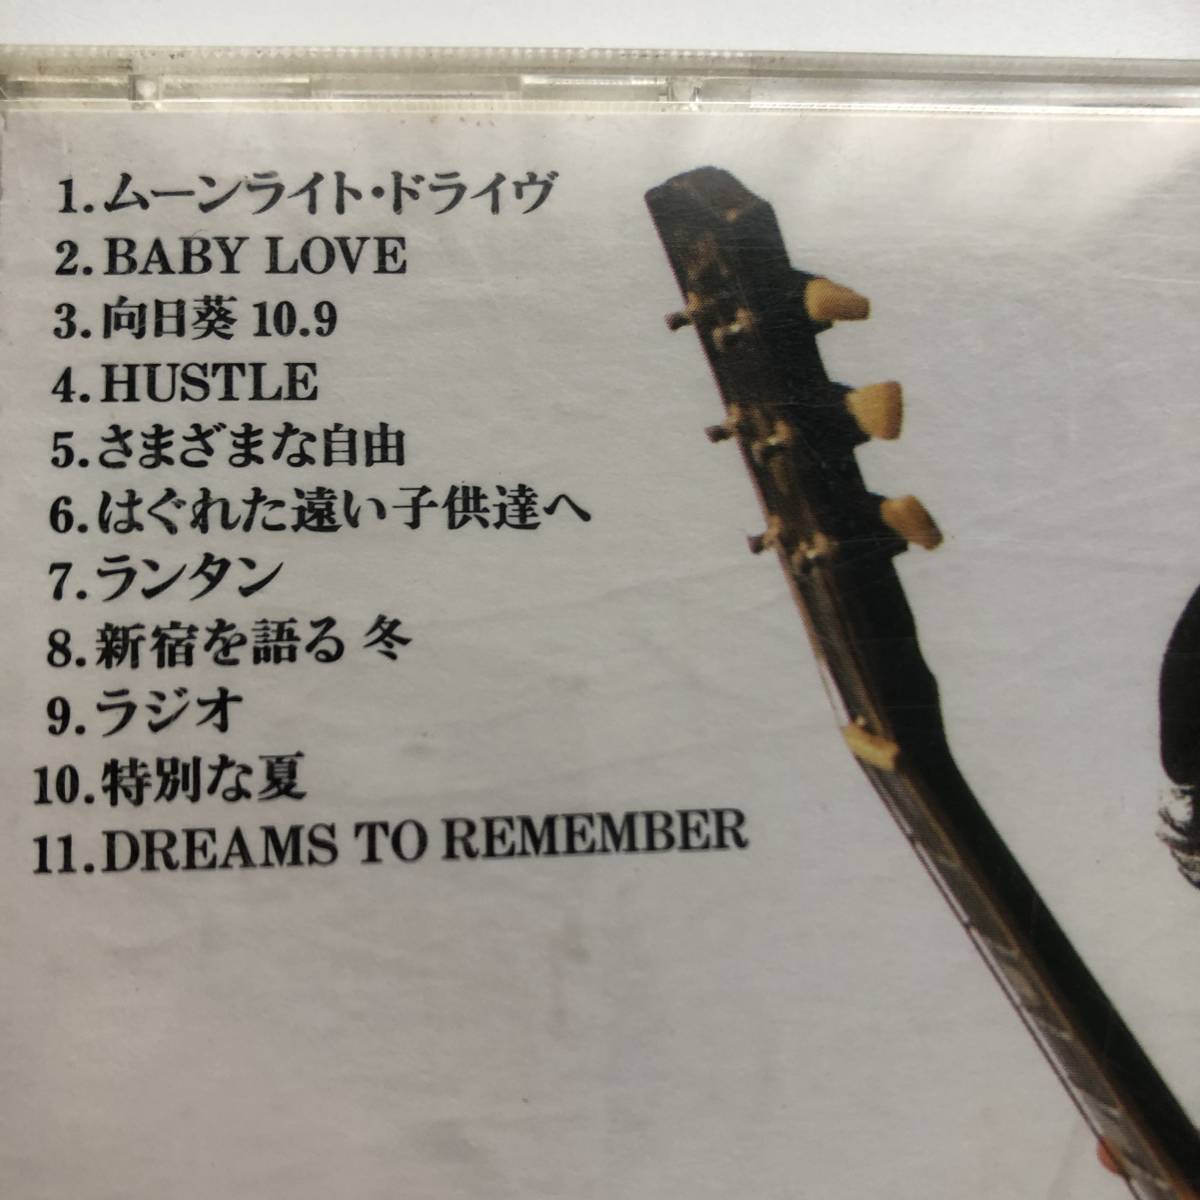 1.ムーンライト・ドライヴ
2.BABY LOVE
3.向日葵 10.9
4.HUSTLE
5.さまざまな自由
6.はぐれた遠い子供達へ
7.ランタン
8.新宿を語る 冬
9.ラジオ
10.特別な夏
11.DREAMS TO REMEMBER